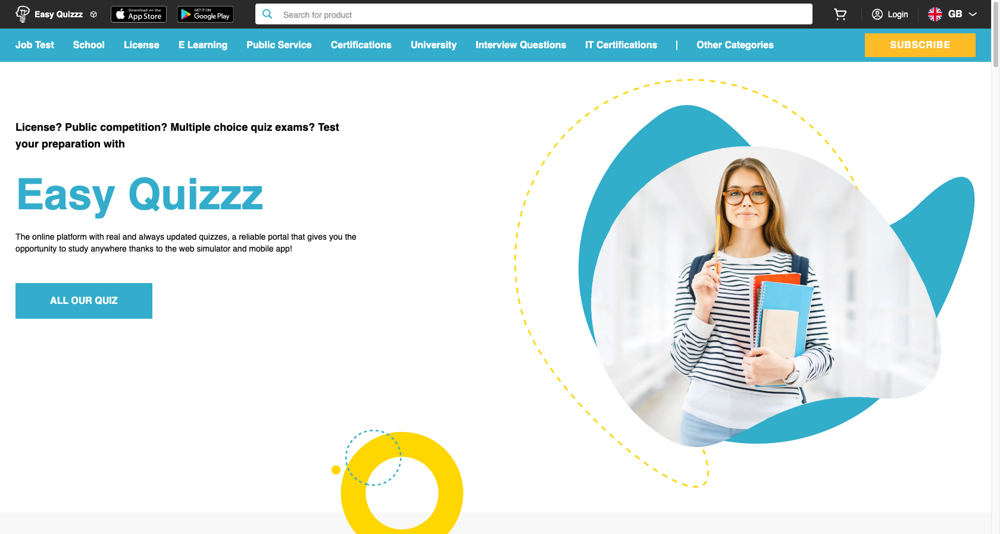 Easy Quizzz
Download on the
App Store
GET IT ON
Google Play
Search for product
Login
GB
Job Test
School
License
E Learning
Public Service
Certifications
University
Interview Questions
IT Certifications
|
Other Categories
SUBSCRIBE
License? Public competition? Multiple choice quiz exams? Test
your preparation with
Easy Quizzz
The online platform with real and always updated quizzes, a reliable portal that gives you the
opportunity to study anywhere thanks to the web simulator and mobile app!
ALL OUR QUIZ